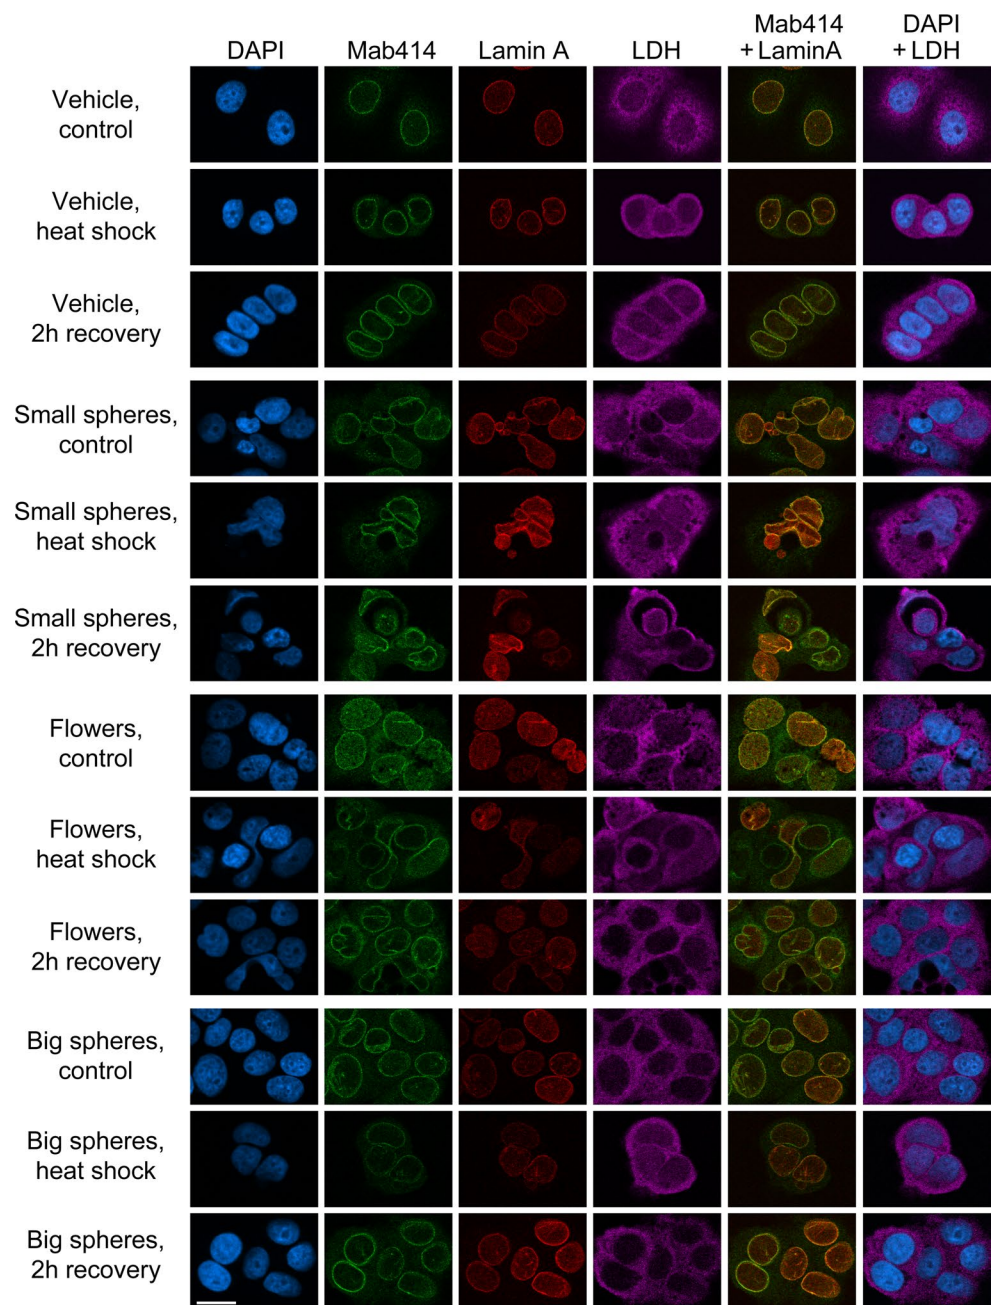 DAPI Mab414 Lamin A LDH Mab414 + LaminA DAPI + LDH
Vehicle,
control
Vehicle,
heat shock
Vehicle,
2h recovery
Small spheres,
control
Small spheres,
heat shock
Small spheres,
2h recovery
Flowers,
control
Flowers,
heat shock
Flowers,
2h recovery
Big spheres,
control
Big spheres,
heat shock
Big spheres,
2h recovery